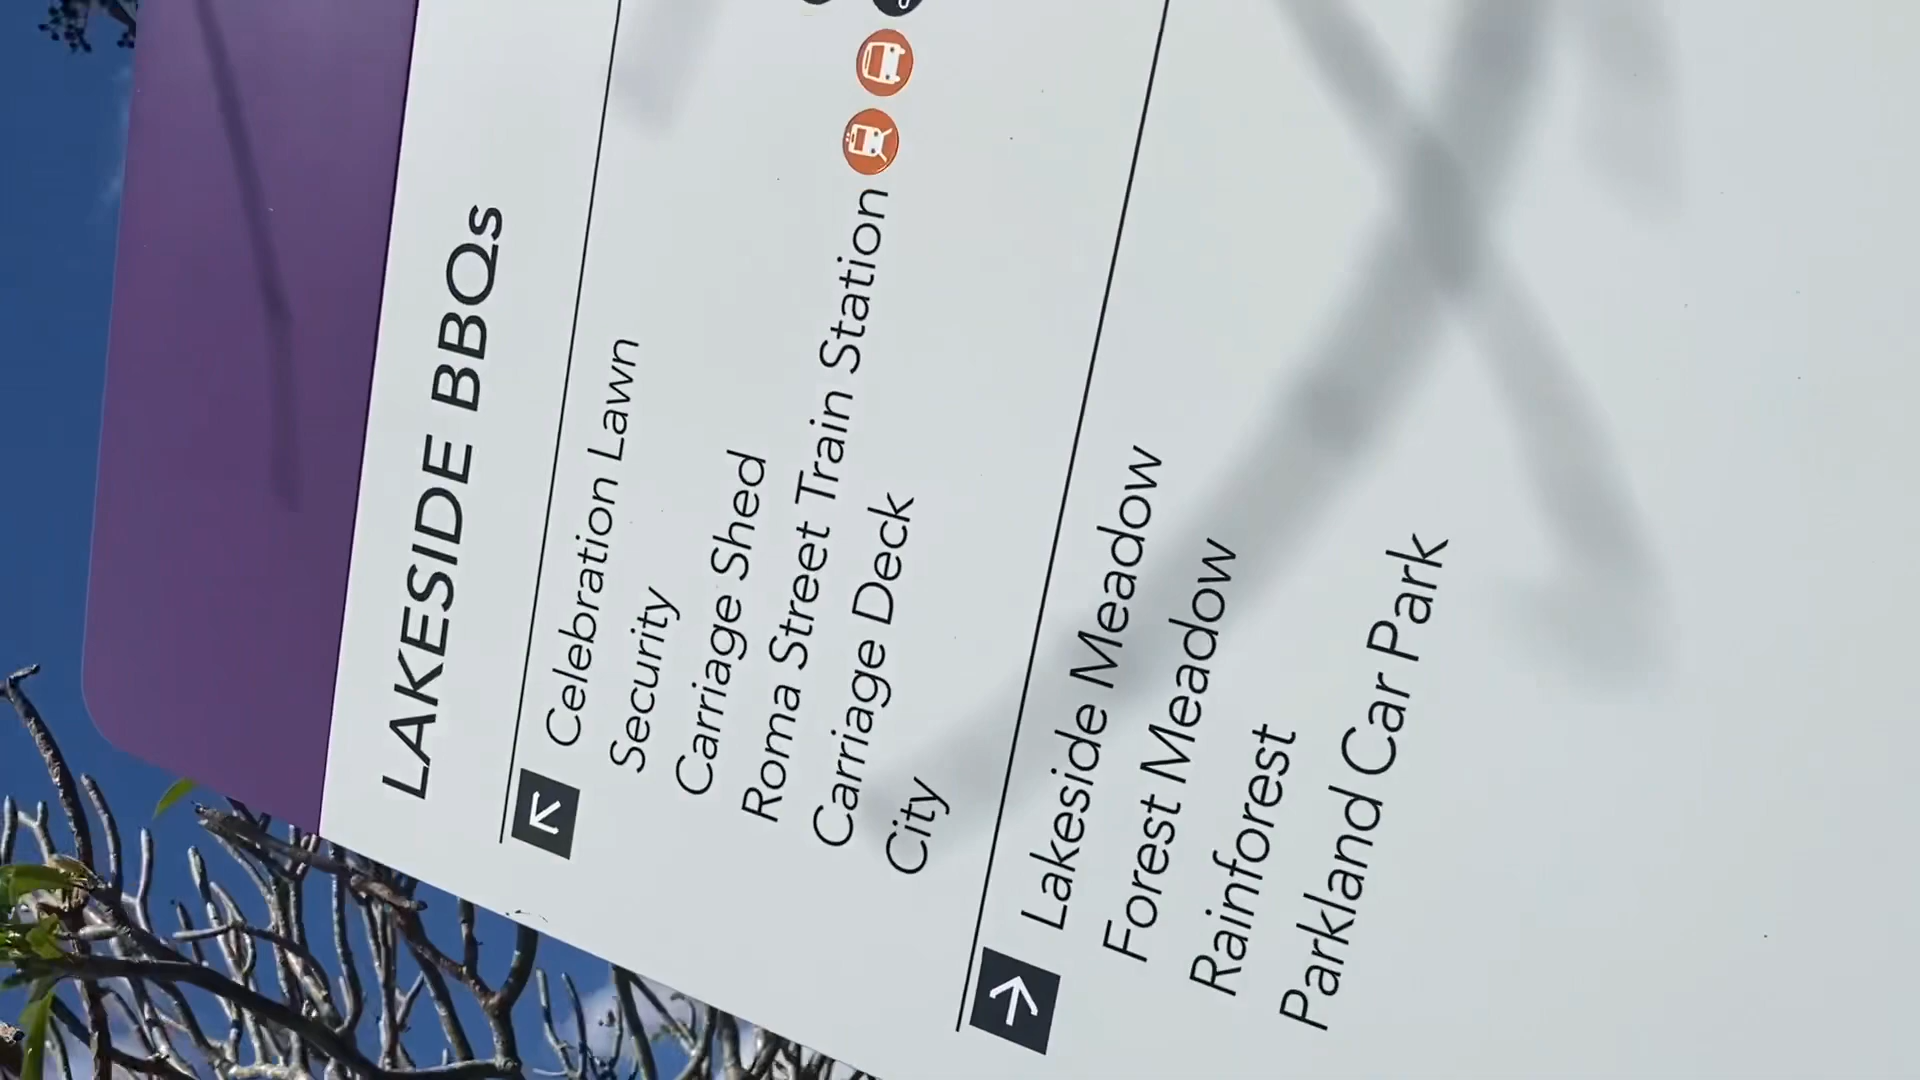 LAKESIDE BBQs
Celebration Lawn
Security
Carriage Shed
Roma Street Train Station
Carriage Deck
City
Lakeside Meadow
Forest Meadow
Rainforest
Parkland Car Park